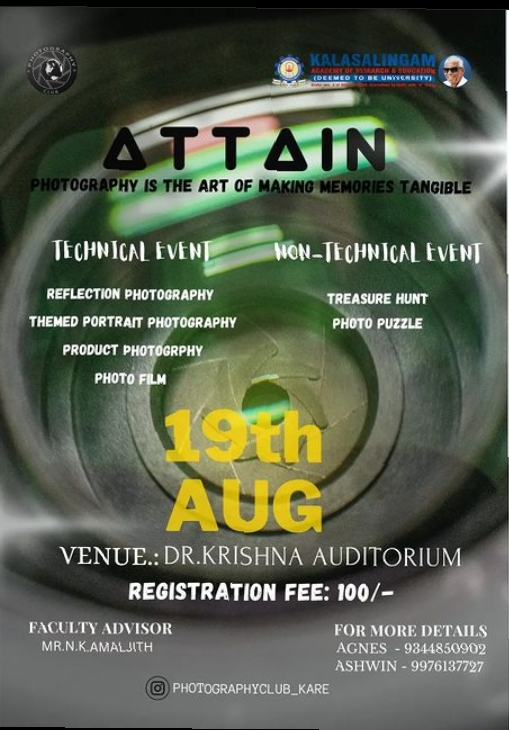 PHOTOGRAPHY
CLUB
KALASALINGAM
ACADEMY OF RESEARCH & EDUCATION
(DEEMED TO BE UNIVERSITY)
ATTAIN
PHOTOGRAPHY IS THE ART OF MAKING MEMORIES TANGIBLE
TECHNICAL EVENT
REFLECTION PHOTOGRAPHY
THEMED PORTRAIT PHOTOGRAPHY
PRODUCT PHOTOGRPHY
PHOTO FILM
NON-TECHNICAL EVENT
TREASURE HUNT
PHOTO PUZZLE
19th
AUG
VENUE.: DR.KRISHNA AUDITORIUM
REGISTRATION FEE: 100/-
FACULTY ADVISOR
MR.N.K.AMALJITH
FOR MORE DETAILS
AGNES - 9344850902
ASHWIN - 9976137727
PHOTOGRAPHYCLUB_KARE